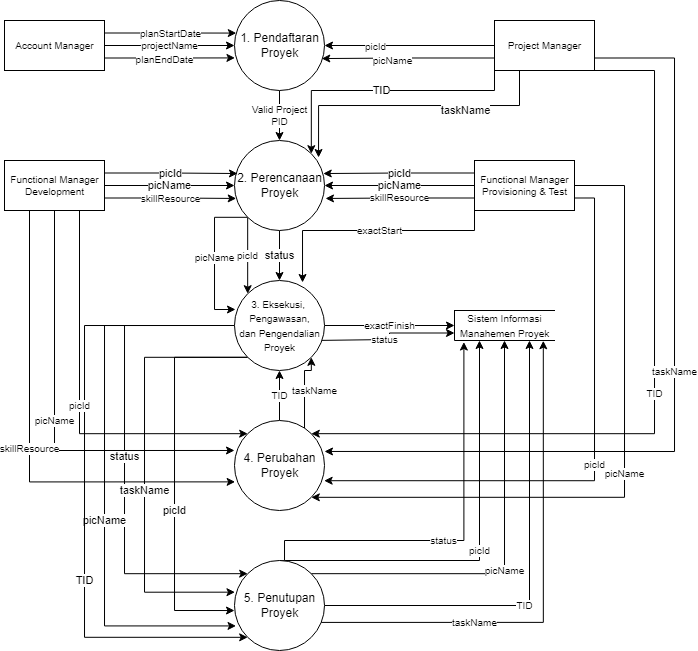 planStartDate
Account Manager
projectName
planEndDate
1. Pendaftaran
Proyek
picId
picName
Project Manager
TID
taskName
Valid Project
PID
Functional Manager
Development
picId
picName
skillResource
2. Perencanaan
Proyek
picId
picName
skillResource
Functional Manager
Provisioning & Test
exactStart
picName
picId
status
3. Eksekusi,
Pengawasan,
dan Pengendalian
Proyek
exactFinish
status
Sistem Informasi
Manahemen Proyek
taskName
TID
TID
taskName
picId
picName
skillResource
status
4. Perubahan
Proyek
picId
picName
taskName
picId
picName
status
picId
picName
TID
5. Penutupan
Proyek
TID
taskName